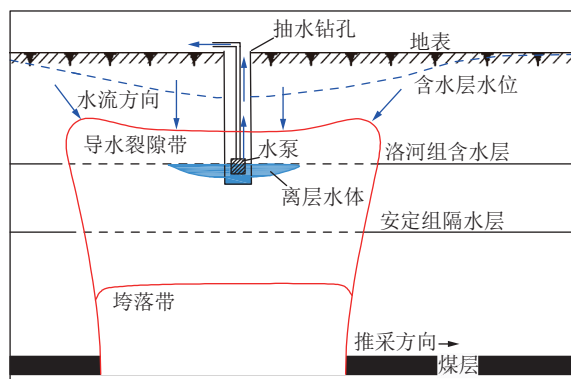 抽水钻孔
地表
水流方向
含水层水位
导水裂隙带
水泵
洛河组含水层
离层水体
安定组隔水层
垮落带
推采方向
煤层